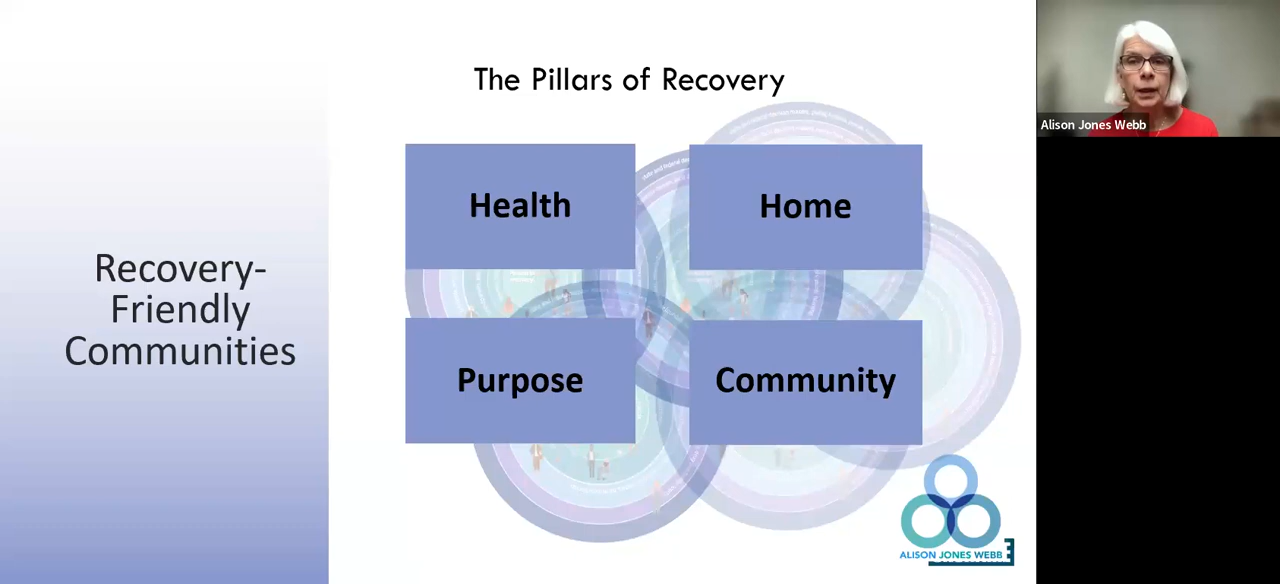 The Pillars of Recovery
Alison Jones Webb
Health
Home
Recovery-
Friendly
Communities
Purpose
Community
ALISON JONES WEBB